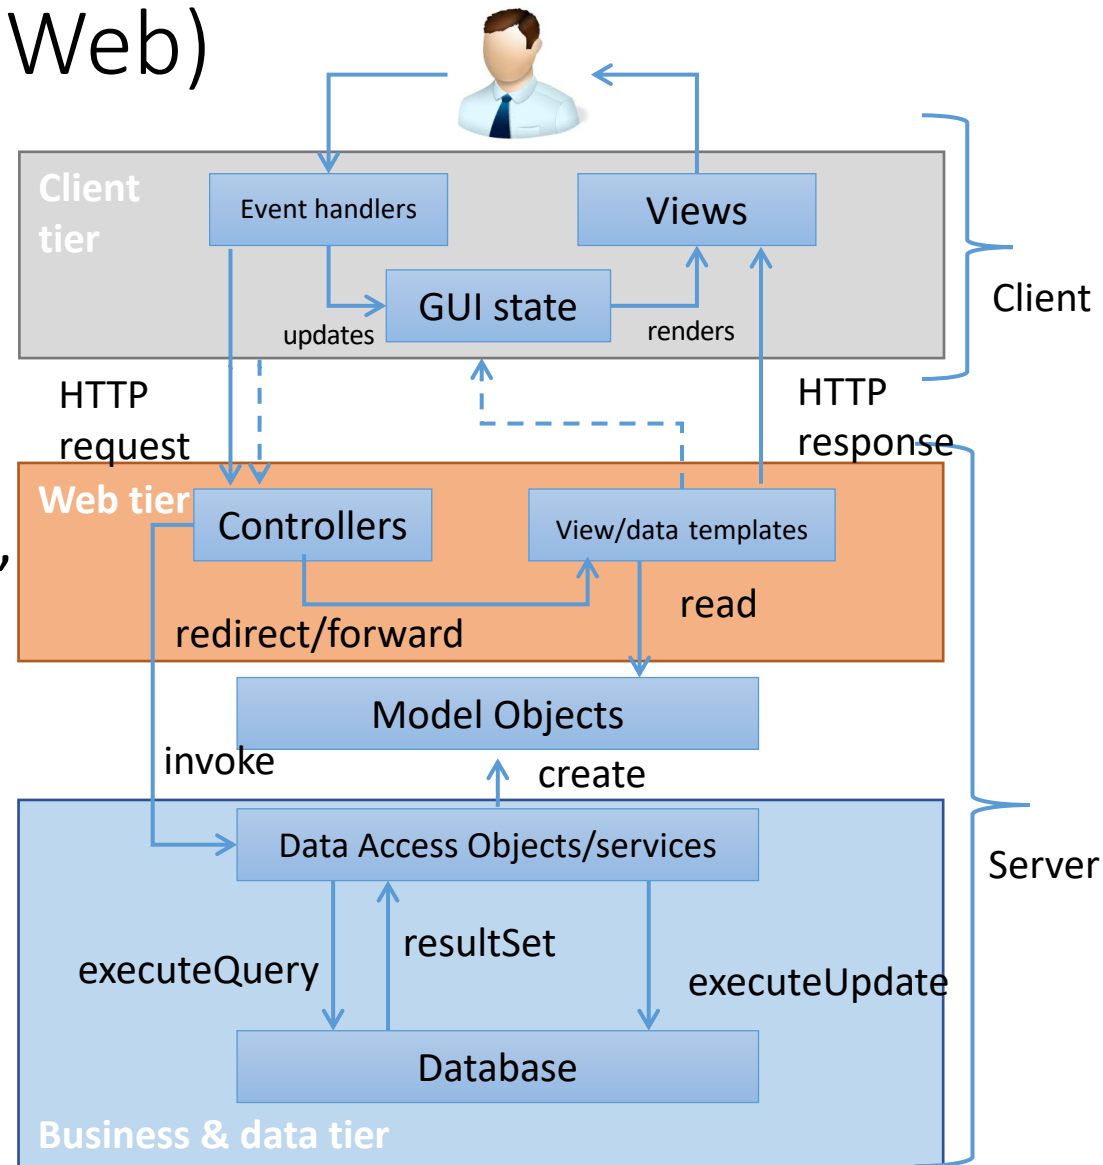 Web)
Client
tier
Event handlers
Views
GUI state
updates
renders
Client
HTTP
request
HTTP
response
Web tier
Controllers
View/data templates
,
redirect/forward
read
Model Objects
invoke
create
Data Access Objects/services
Server
executeQuery
resultSet
executeUpdate
Database
Business & data tier